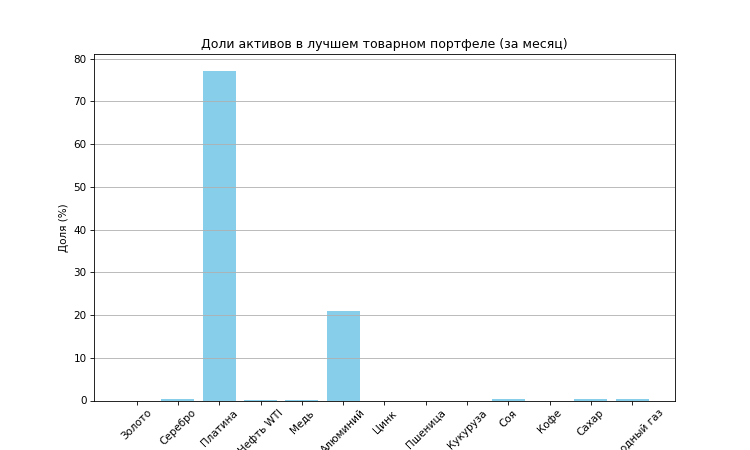 Доли активов в лучшем товарном портфеле (за месяц)
80
70
60
50
40
30
20
10
0
Доля (%)
Золото
Серебро
Платина
Нефть WTI
Медь
Алюминий
Цинк
Пшеница
Кукуруза
Соя
Кофе
Сахар
газ